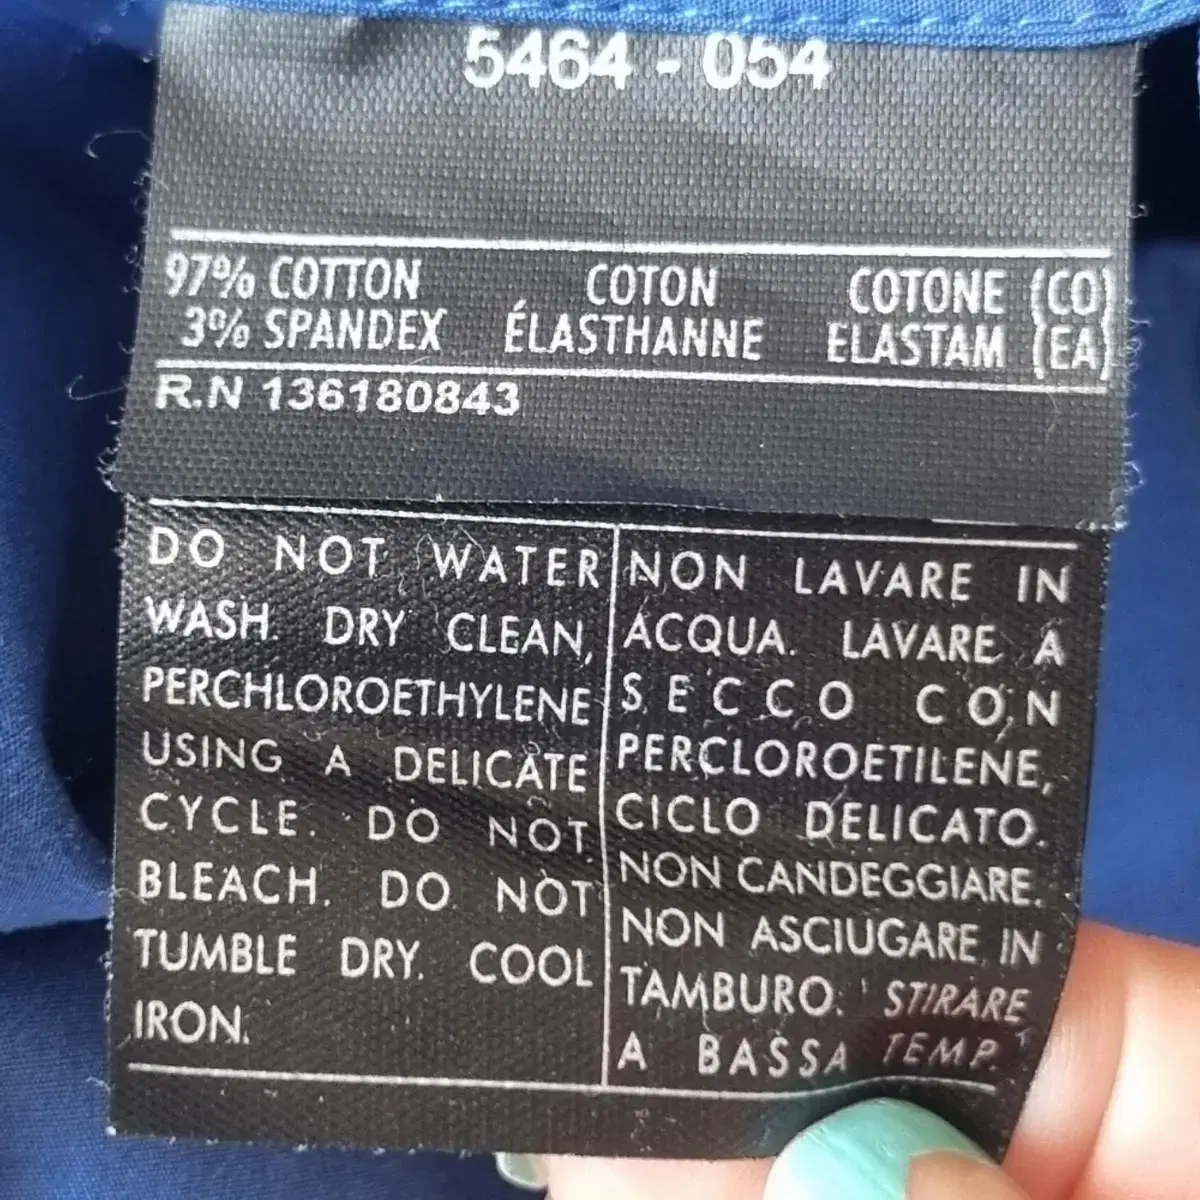 5464 - 054
97% COTTON COTON COTONE (CO)
3% SPANDEX ÉLASTHANNE ELASTAM (EA)
R.N 136180843
DO NOT WATER
WASH. DRY CLEAN,
PERCHLOROETHYLENE
USING A DELICATE
CYCLE. DO NOT
BLEACH. DO NOT
TUMBLE DRY. COOL
IRON.
NON LAVARE IN
ACQUA. LAVARE A
SECCO CON
PERCLOROETILENE,
CICLO DELICATO.
NON CANDEGGIARE.
NON ASCIUGARE IN
TAMBURO. STIRARE
A BASSA TEMP.